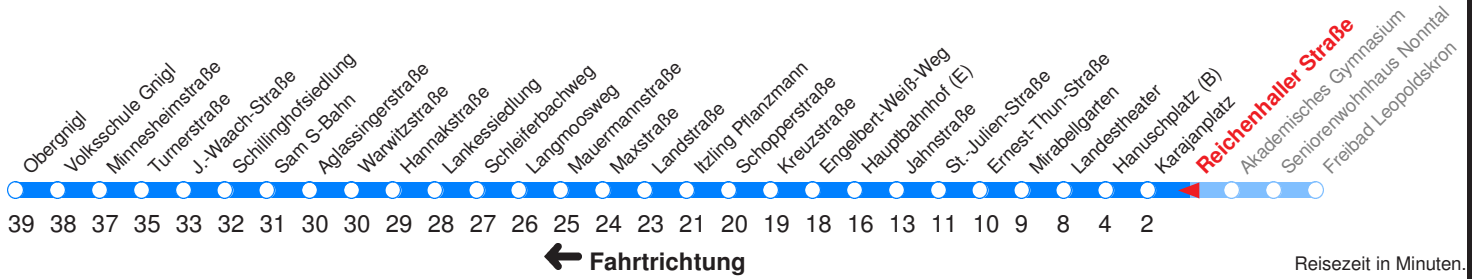 Obergnigl
Volksschule Gnigl
Minnesheimstraße
Turnerstraße
J.-Waach-Straße
Schillinghofsiedlung
Sam S-Bahn
Aglassingerstraße
Warwitzstraße
Hannakstraße
Lankessiedlung
Schleiferbachweg
Langmoosweg
Mauermannstraße
Maxstraße
Landstraße
Itzling Pflanzmann
Schopperstraße
Kreuzstraße
Engelbert-Weiß-Weg
Hauptbahnhof (E)
Jahnstraße
St.-Julien-Straße
Ernest-Thun-Straße
Mirabellgarten
Landestheater
Hanuschplatz (B)
Karajanplatz
Reichenhaller Straße
Akademisches Gymnasium
Seniorenwohnhaus Nonntal
Freibad Leopoldskron
39 38 37 35 33 32 31 30 30 29 28 27 26 25 24 23 21 20 19 18 16 13 11 10 9 8 4 2
Fahrtrichtung
Reisezeit in Minuten.